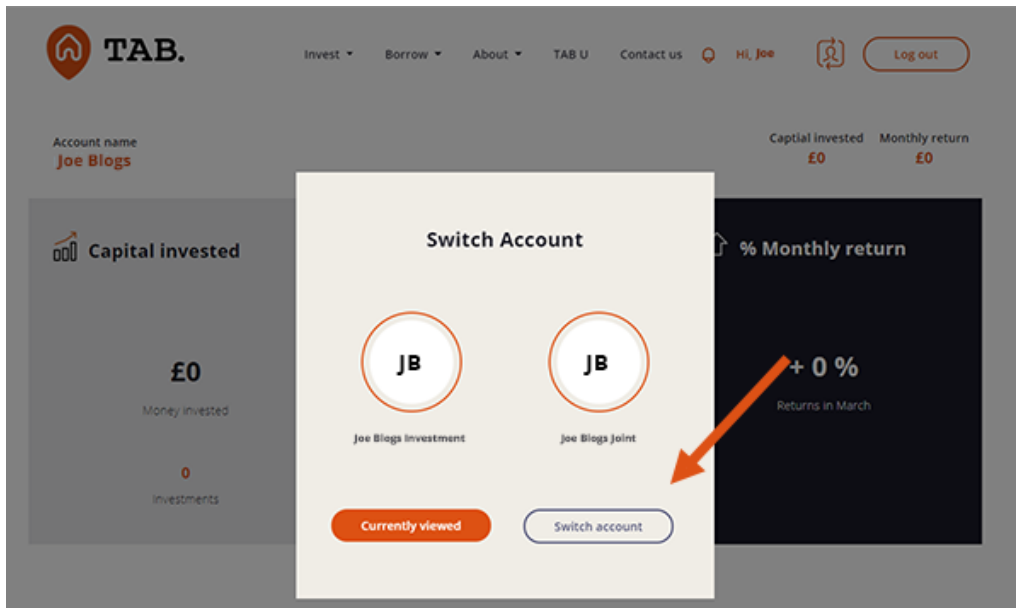 TAB.
Invest Borrow About TAB U Contact us Hi, Joe Log out
Account name
Joe Blogs
Captial invested Monthly return
£0 £0
Capital invested
£0
Money invested
0
Investments
Switch Account
JB JB
Joe Blogs Investment Joe Blogs Joint
Currently viewed Switch account
% Monthly return
+ 0 %
Returns in March